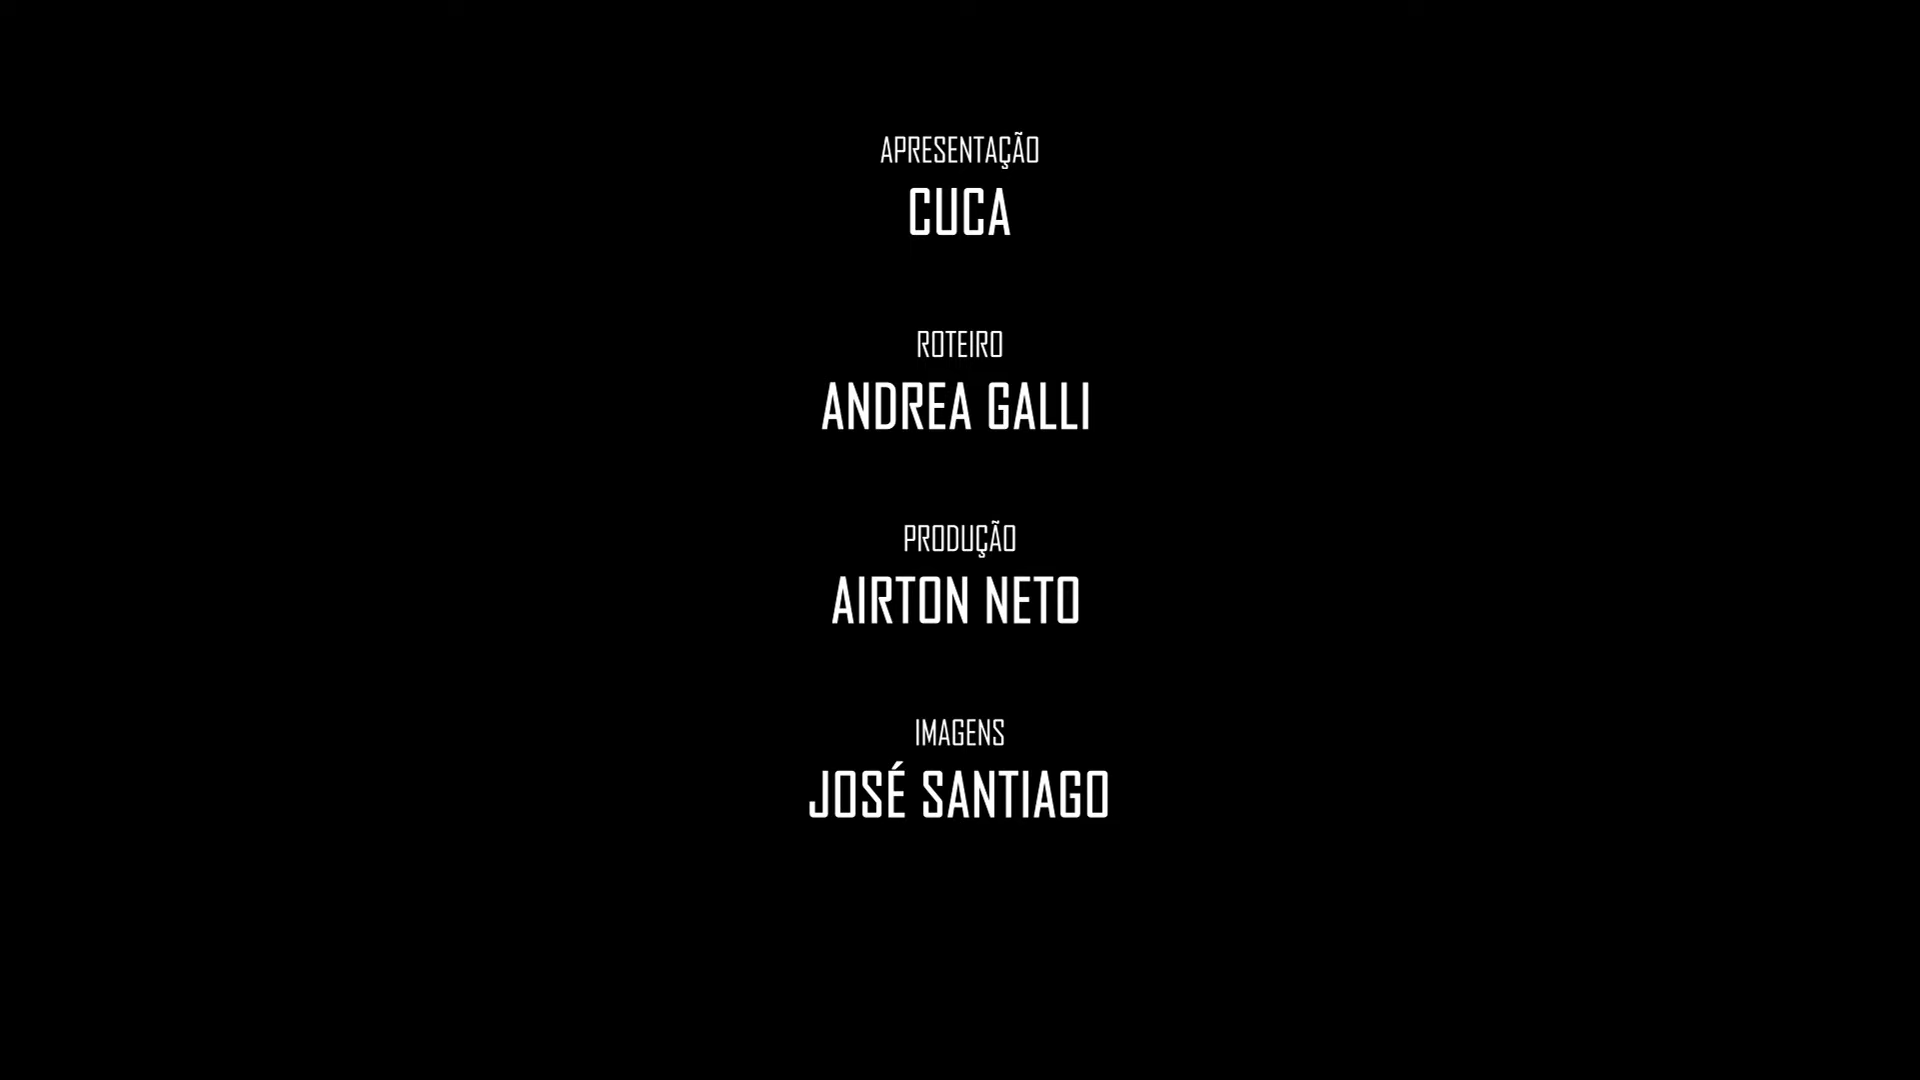 APRESENTAÇÃO
CUCA
ROTEIRO
ANDREA GALLI
PRODUÇÃO
AIRTON NETO
IMAGENS
JOSÉ SANTIAGO